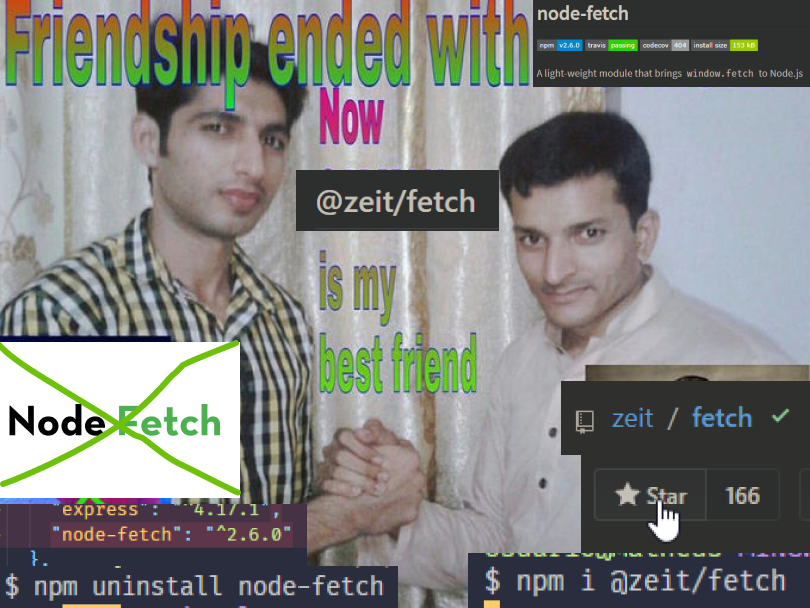 Friendship ended with
node-fetch
npm v2.6.0 travis passing codecov 404 install size 153 kB
A light-weight module that brings window.fetch to Node.js
Now
@zeit/fetch
is my
best friend
Node Fetch
zeit / fetch
Star 166
"express": "^4.17.1",
"node-fetch": "^2.6.0"
},
$ npm uninstall node-fetch
$ npm i @zeit/fetch